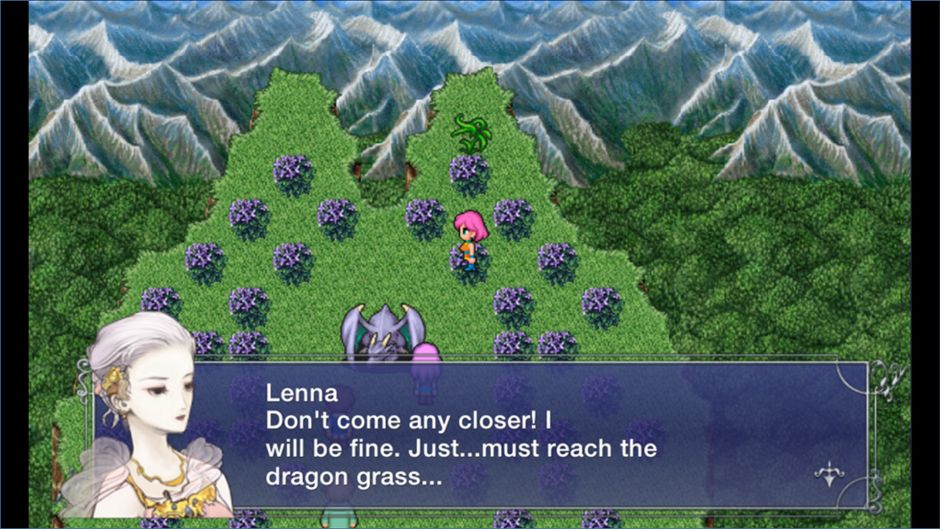 Lenna
Don't come any closer! I
will be fine. Just...must reach the
dragon grass...